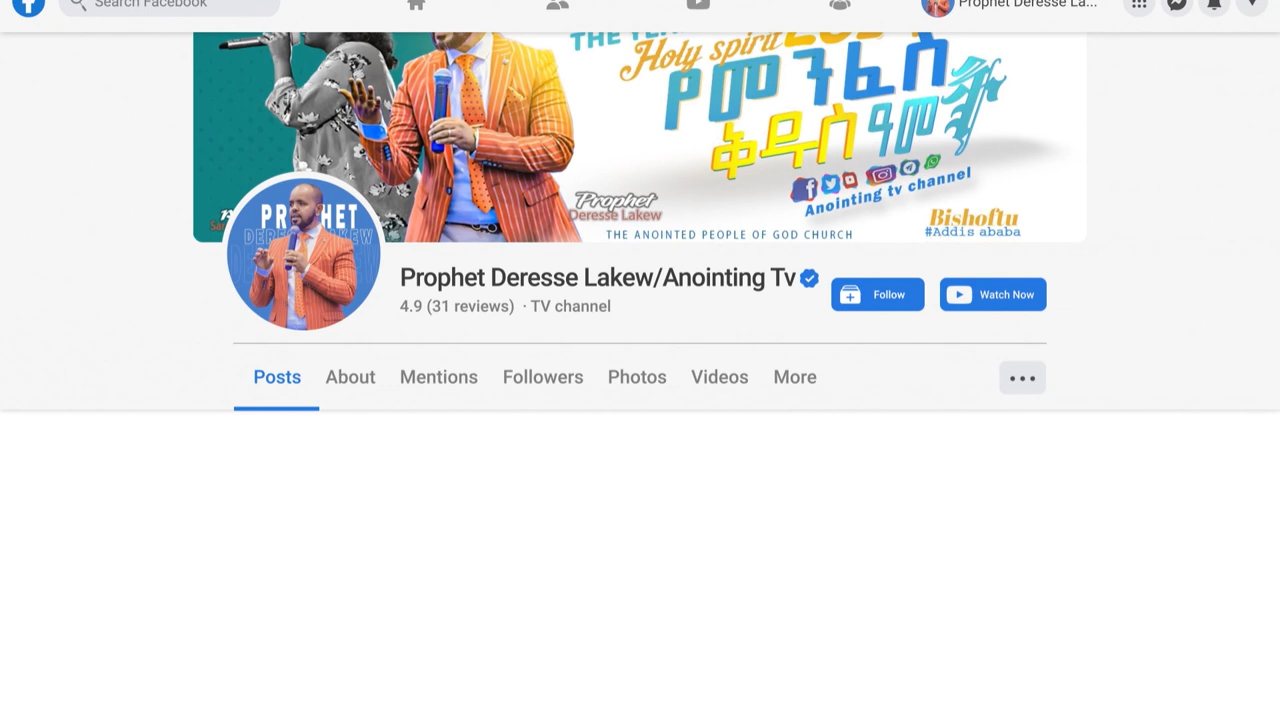 Search Facebook
Prophet Deresse La...
Holy spirit
የመንፈስ
ቅዱስ ዓመት
Anointing tv channel
Prophet
Deresse Lakew
Bishoftu
#Addis ababa
THE ANOINTED PEOPLE OF GOD CHURCH
Prophet Deresse Lakew/Anointing Tv
4.9 (31 reviews) · TV channel
Follow
Watch Now
Posts About Mentions Followers Photos Videos More